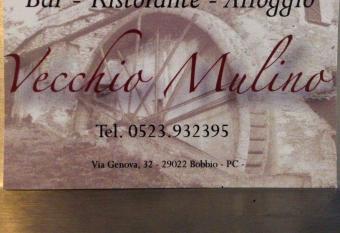 Bar - Ristorante - Alloggio
Vecchio Mulino
Tel. 0523.932395
Via Genova, 32 - 29022 Bobbio - PC -